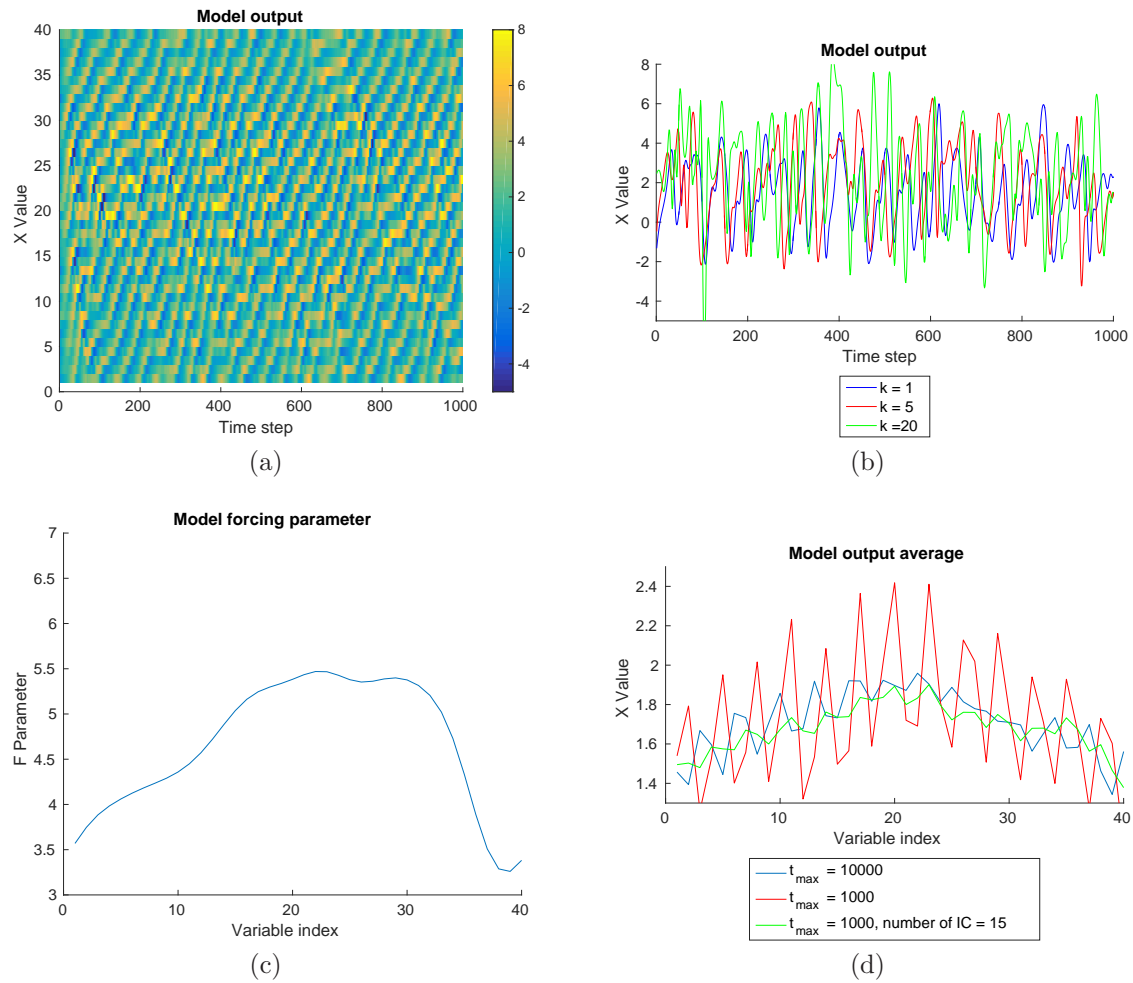 Model output
X Value
40
35
30
25
20
15
10
5
0
0 200 400 600 800 1000
Time step
8
6
4
2
0
-2
-4
(a)
Model output
X Value
8
6
4
2
0
-2
-4
0 200 400 600 800 1000
Time step
k = 1
k = 5
k =20
(b)
Model forcing parameter
F Parameter
7
6.5
6
5.5
5
4.5
4
3.5
3
0 10 20 30 40
Variable index
(c)
Model output average
X Value
2.4
2.2
2
1.8
1.6
1.4
0 10 20 30 40
Variable index
t_max = 10000
t_max = 1000
t_max = 1000, number of IC = 15
(d)